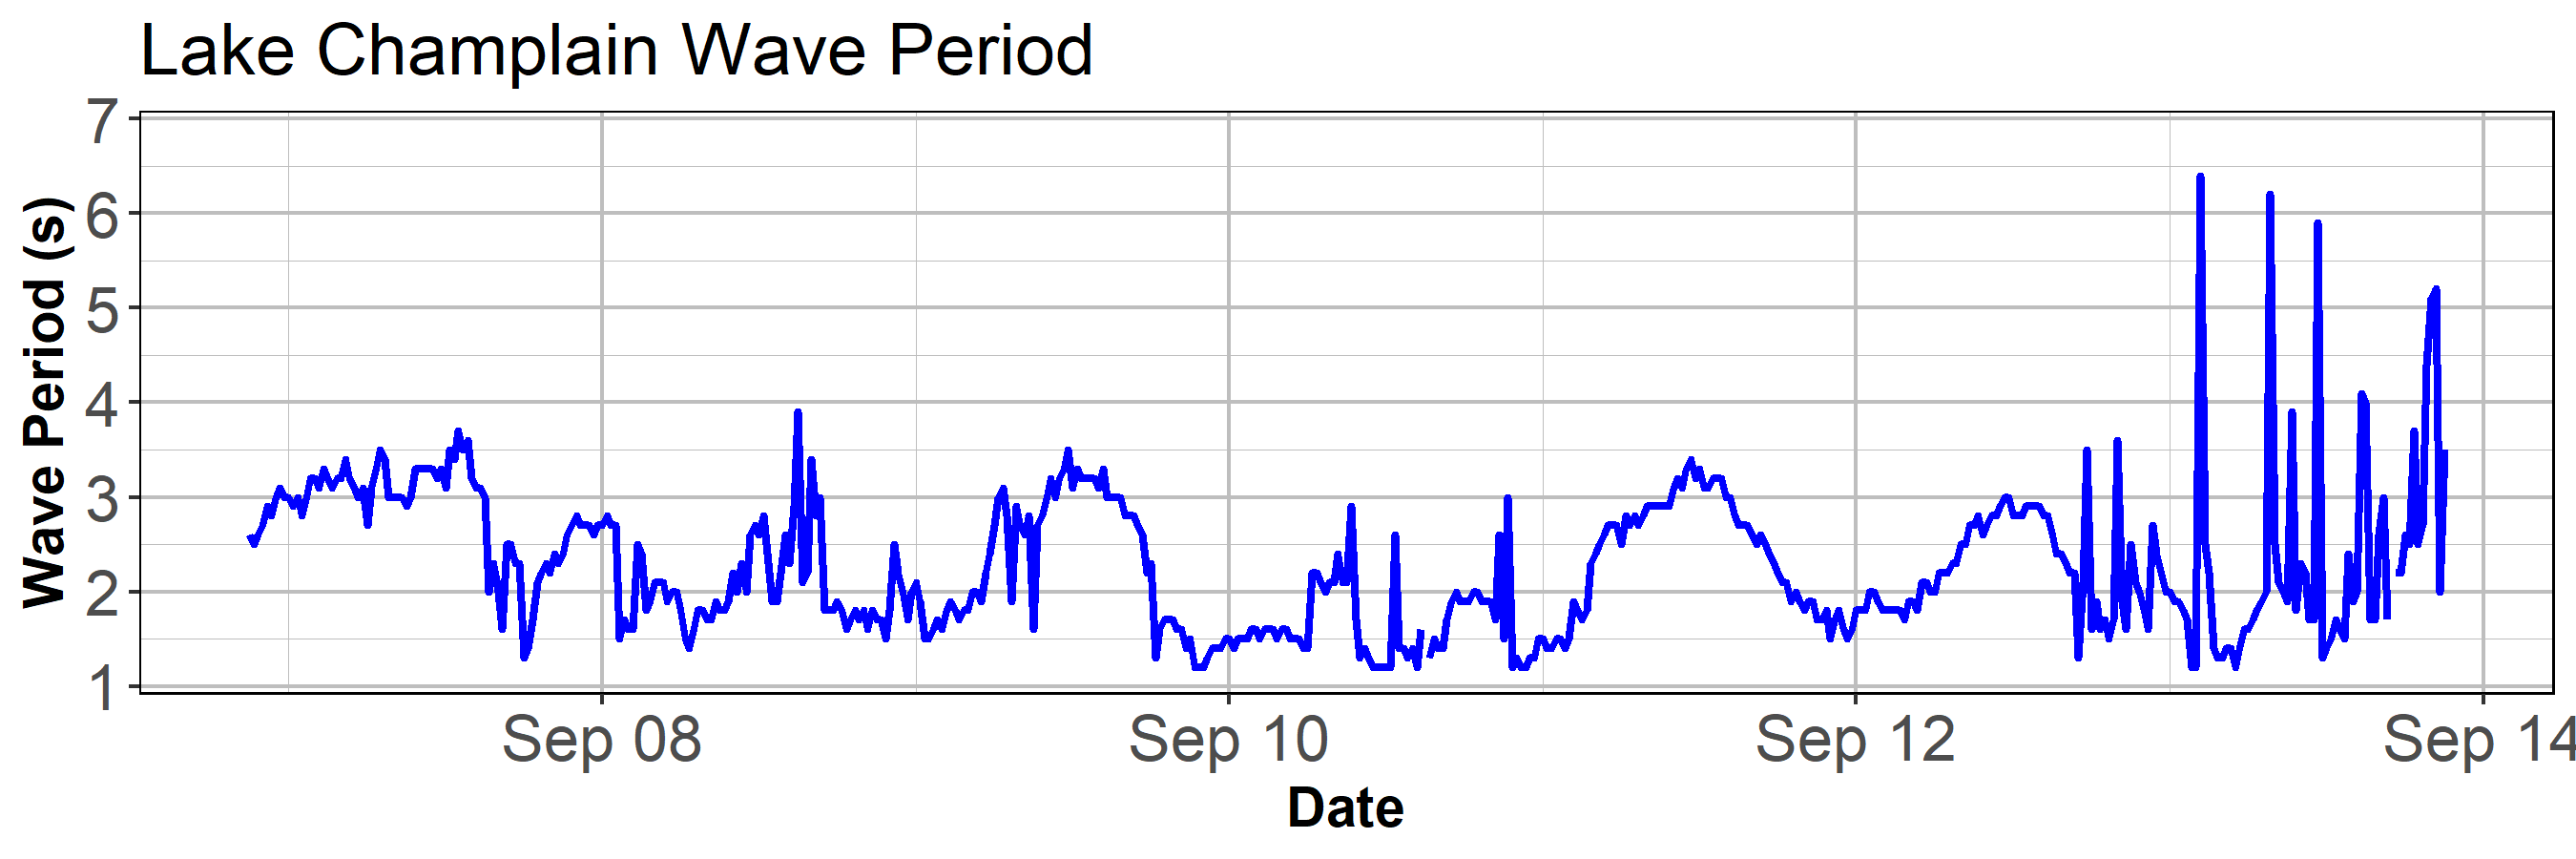 Lake Champlain Wave Period
Wave Period (s)
7
6
5
4
3
2
1
Sep 08
Sep 10
Sep 12
Sep 14
Date